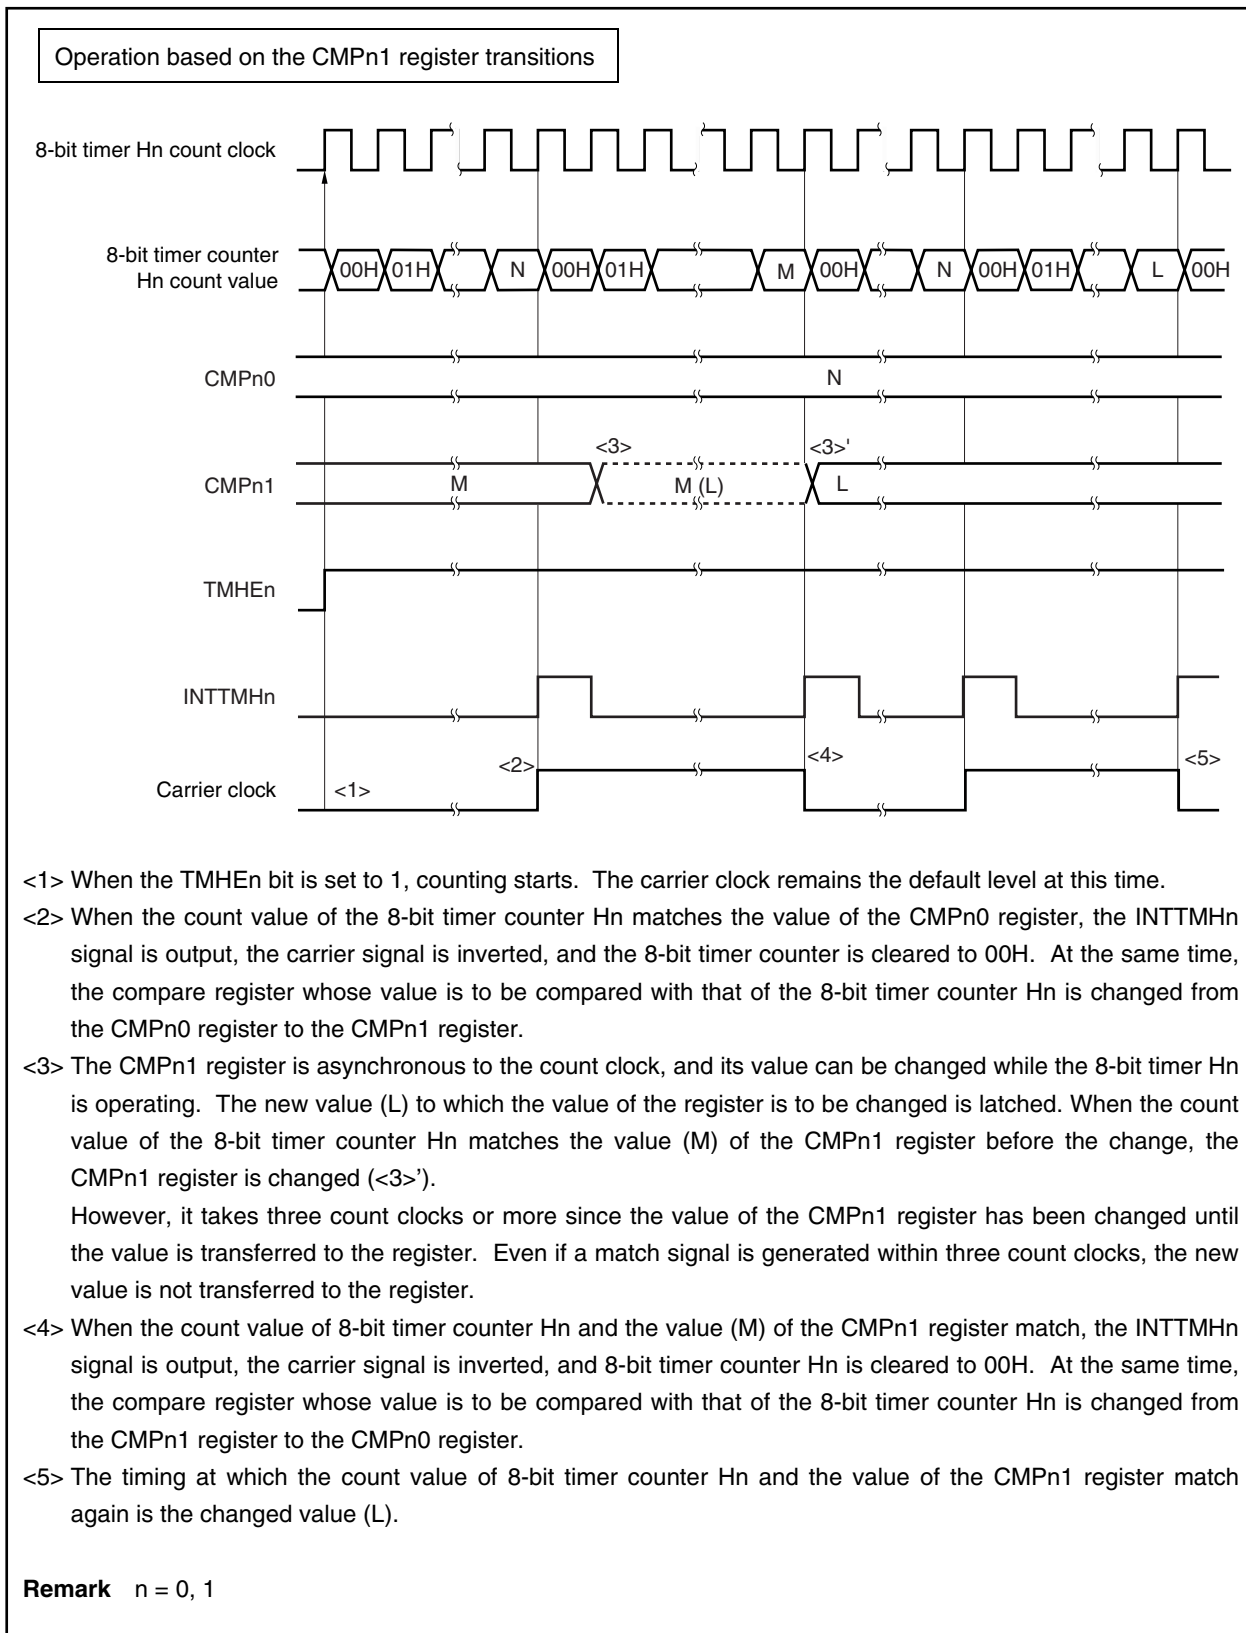 Operation based on the CMPn1 register transitions
8-bit timer Hn count clock
8-bit timer counter
Hn count value
00H 01H N 00H 01H M 00H N 00H 01H L 00H
CMPn0
N
<3> <3>'
CMPn1
M M (L) L
TMHEn
INTTMHn
<2> <4> <5>
Carrier clock
<1>
<1> When the TMHEn bit is set to 1, counting starts. The carrier clock remains the default level at this time.
<2> When the count value of the 8-bit timer counter Hn matches the value of the CMPn0 register, the INTTMHn
signal is output, the carrier signal is inverted, and the 8-bit timer counter is cleared to 00H. At the same time,
the compare register whose value is to be compared with that of the 8-bit timer counter Hn is changed from
the CMPn0 register to the CMPn1 register.
<3> The CMPn1 register is asynchronous to the count clock, and its value can be changed while the 8-bit timer Hn
is operating. The new value (L) to which the value of the register is to be changed is latched. When the count
value of the 8-bit timer counter Hn matches the value (M) of the CMPn1 register before the change, the
CMPn1 register is changed (<3>’).
However, it takes three count clocks or more since the value of the CMPn1 register has been changed until
the value is transferred to the register. Even if a match signal is generated within three count clocks, the new
value is not transferred to the register.
<4> When the count value of 8-bit timer counter Hn and the value (M) of the CMPn1 register match, the INTTMHn
signal is output, the carrier signal is inverted, and 8-bit timer counter Hn is cleared to 00H. At the same time,
the compare register whose value is to be compared with that of the 8-bit timer counter Hn is changed from
the CMPn1 register to the CMPn0 register.
<5> The timing at which the count value of 8-bit timer counter Hn and the value of the CMPn1 register match
again is the changed value (L).
Remark n = 0, 1